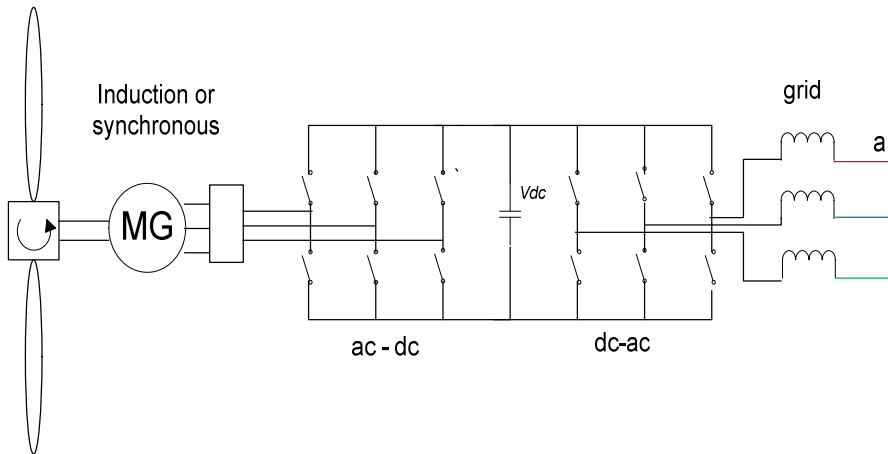 Induction or
synchronous
grid
a
Vdc
MG
ac - dc
dc-ac